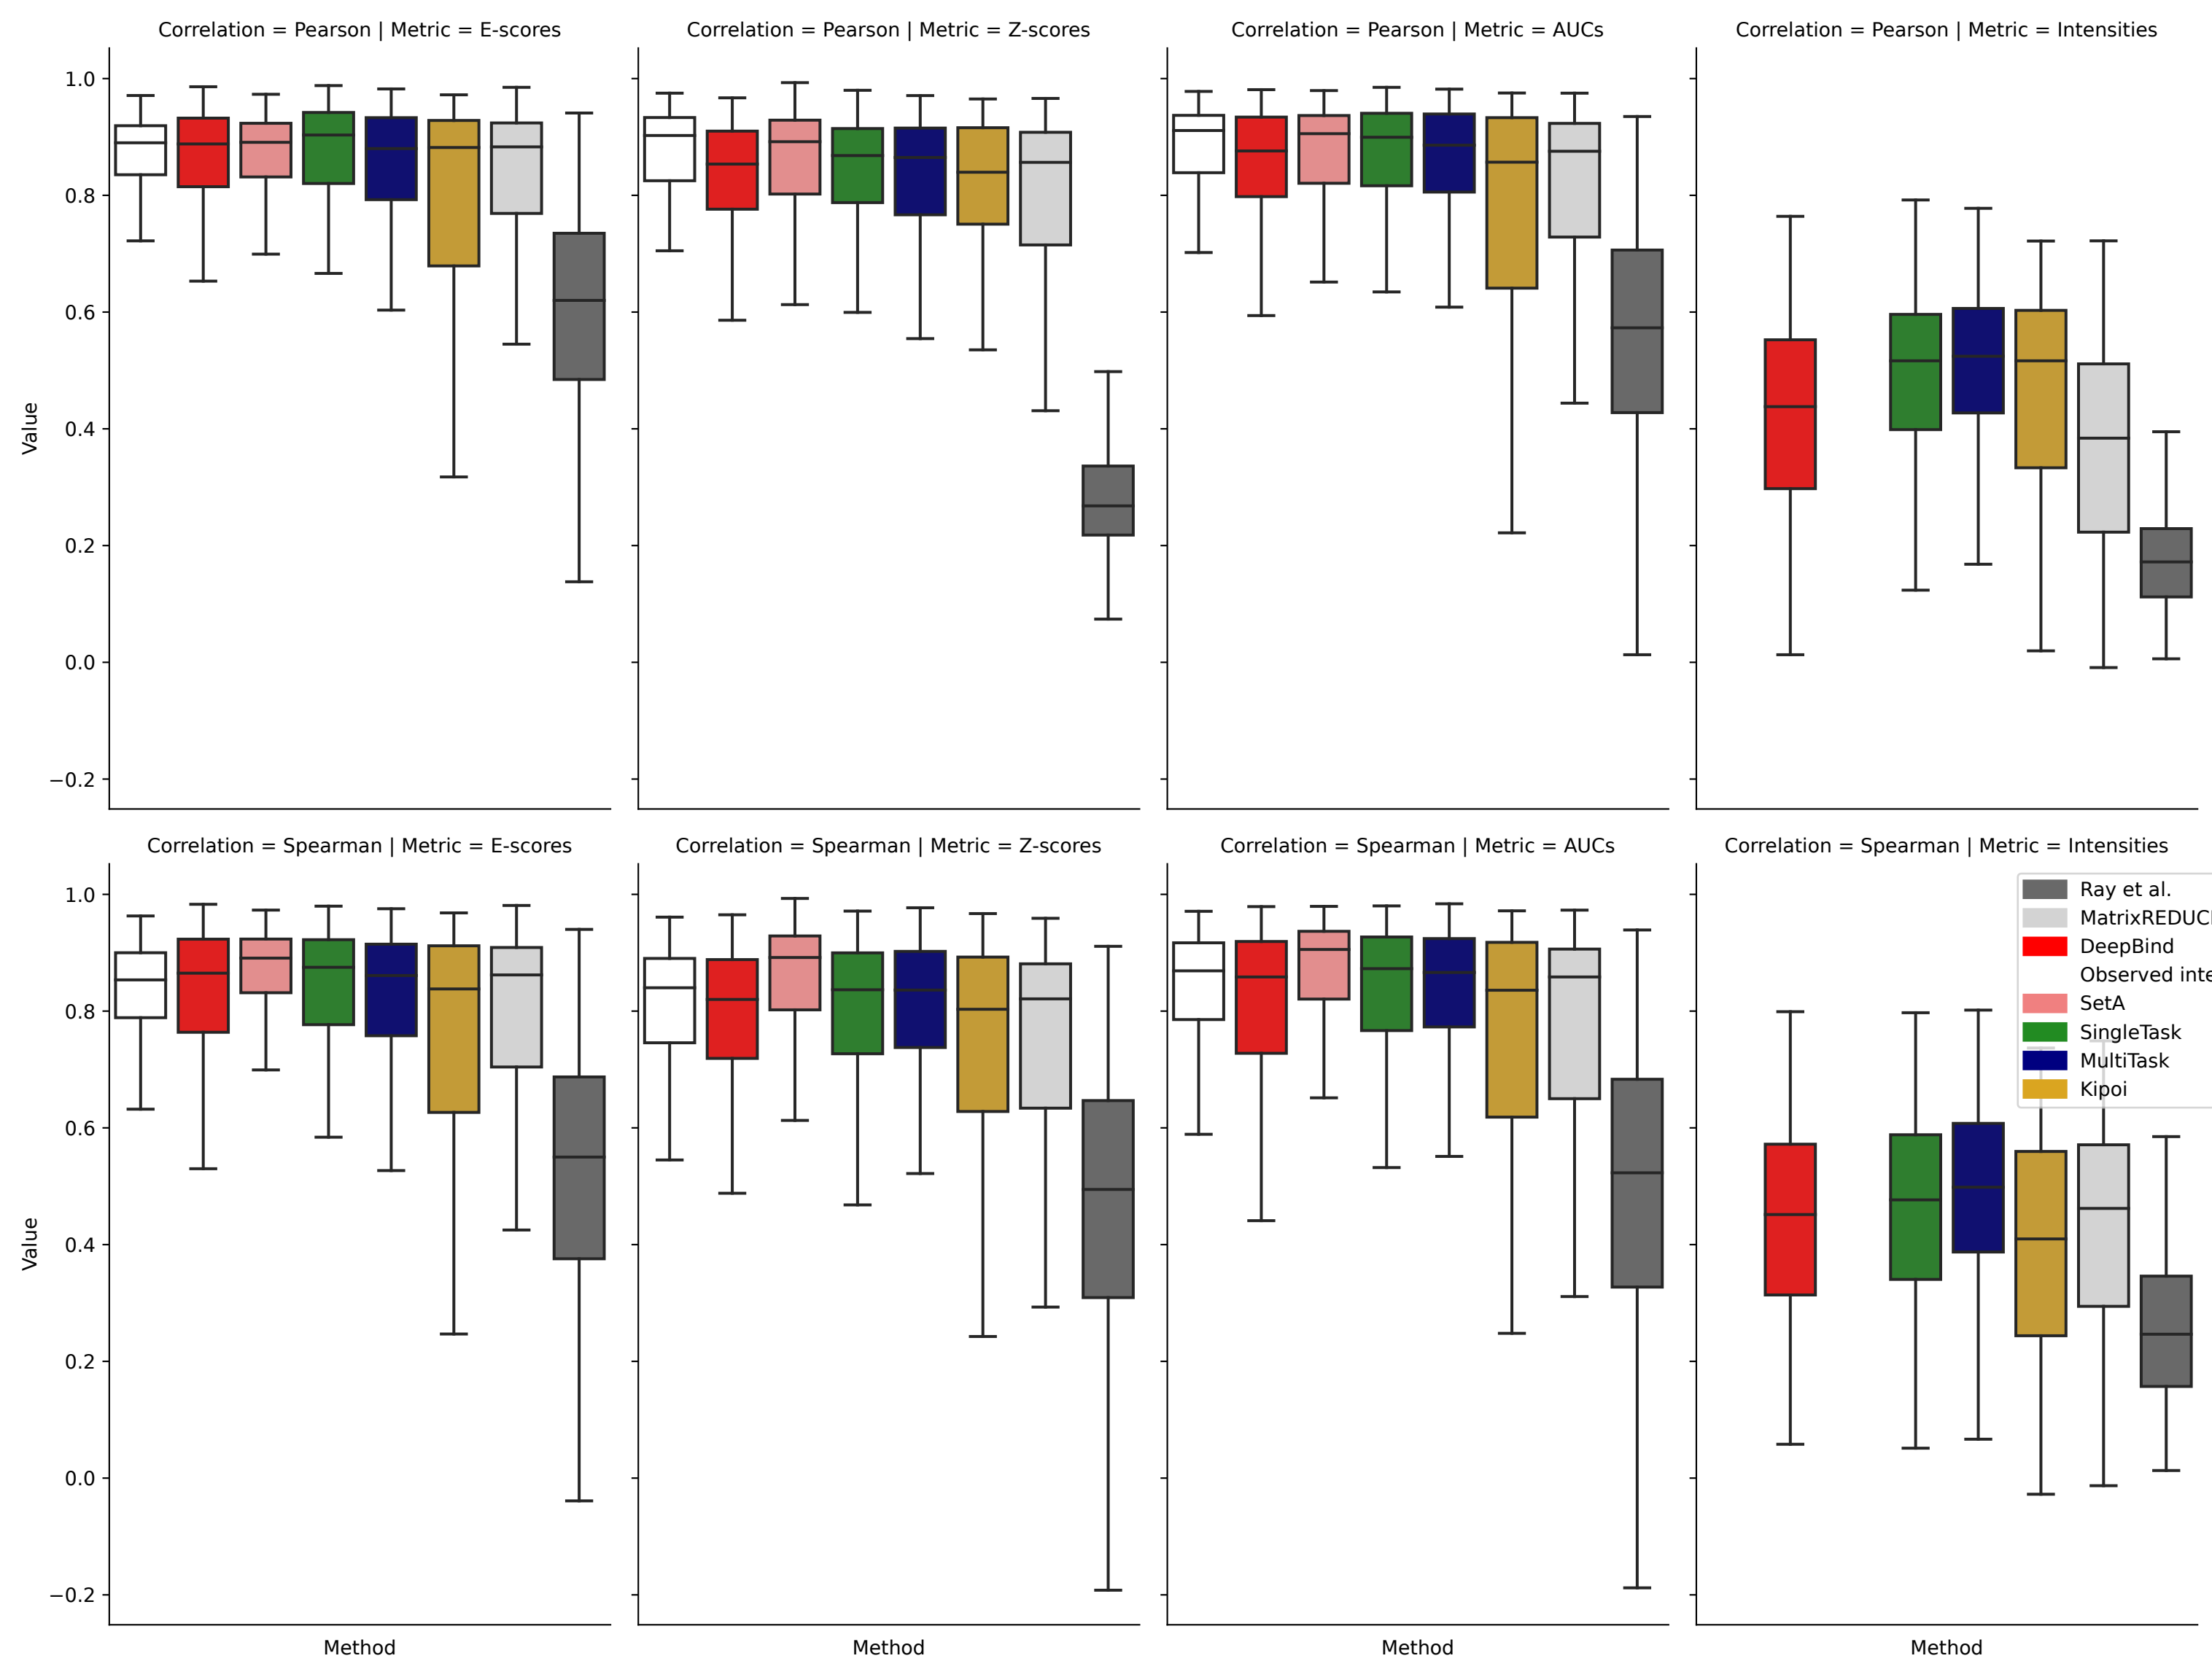 Correlation = Pearson | Metric = E-scores
Correlation = Pearson | Metric = Z-scores
Correlation = Pearson | Metric = AUCs
Correlation = Pearson | Metric = Intensities
1.0
0.8
0.6
0.4
0.2
0.0
−0.2
Value
Correlation = Spearman | Metric = E-scores
Correlation = Spearman | Metric = Z-scores
Correlation = Spearman | Metric = AUCs
Correlation = Spearman | Metric = Intensities
1.0
0.8
0.6
0.4
0.2
0.0
−0.2
Value
Ray et al.
MatrixREDUC
DeepBind
Observed inte
SetA
SingleTask
MultiTask
Kipoi
Method
Method
Method
Method